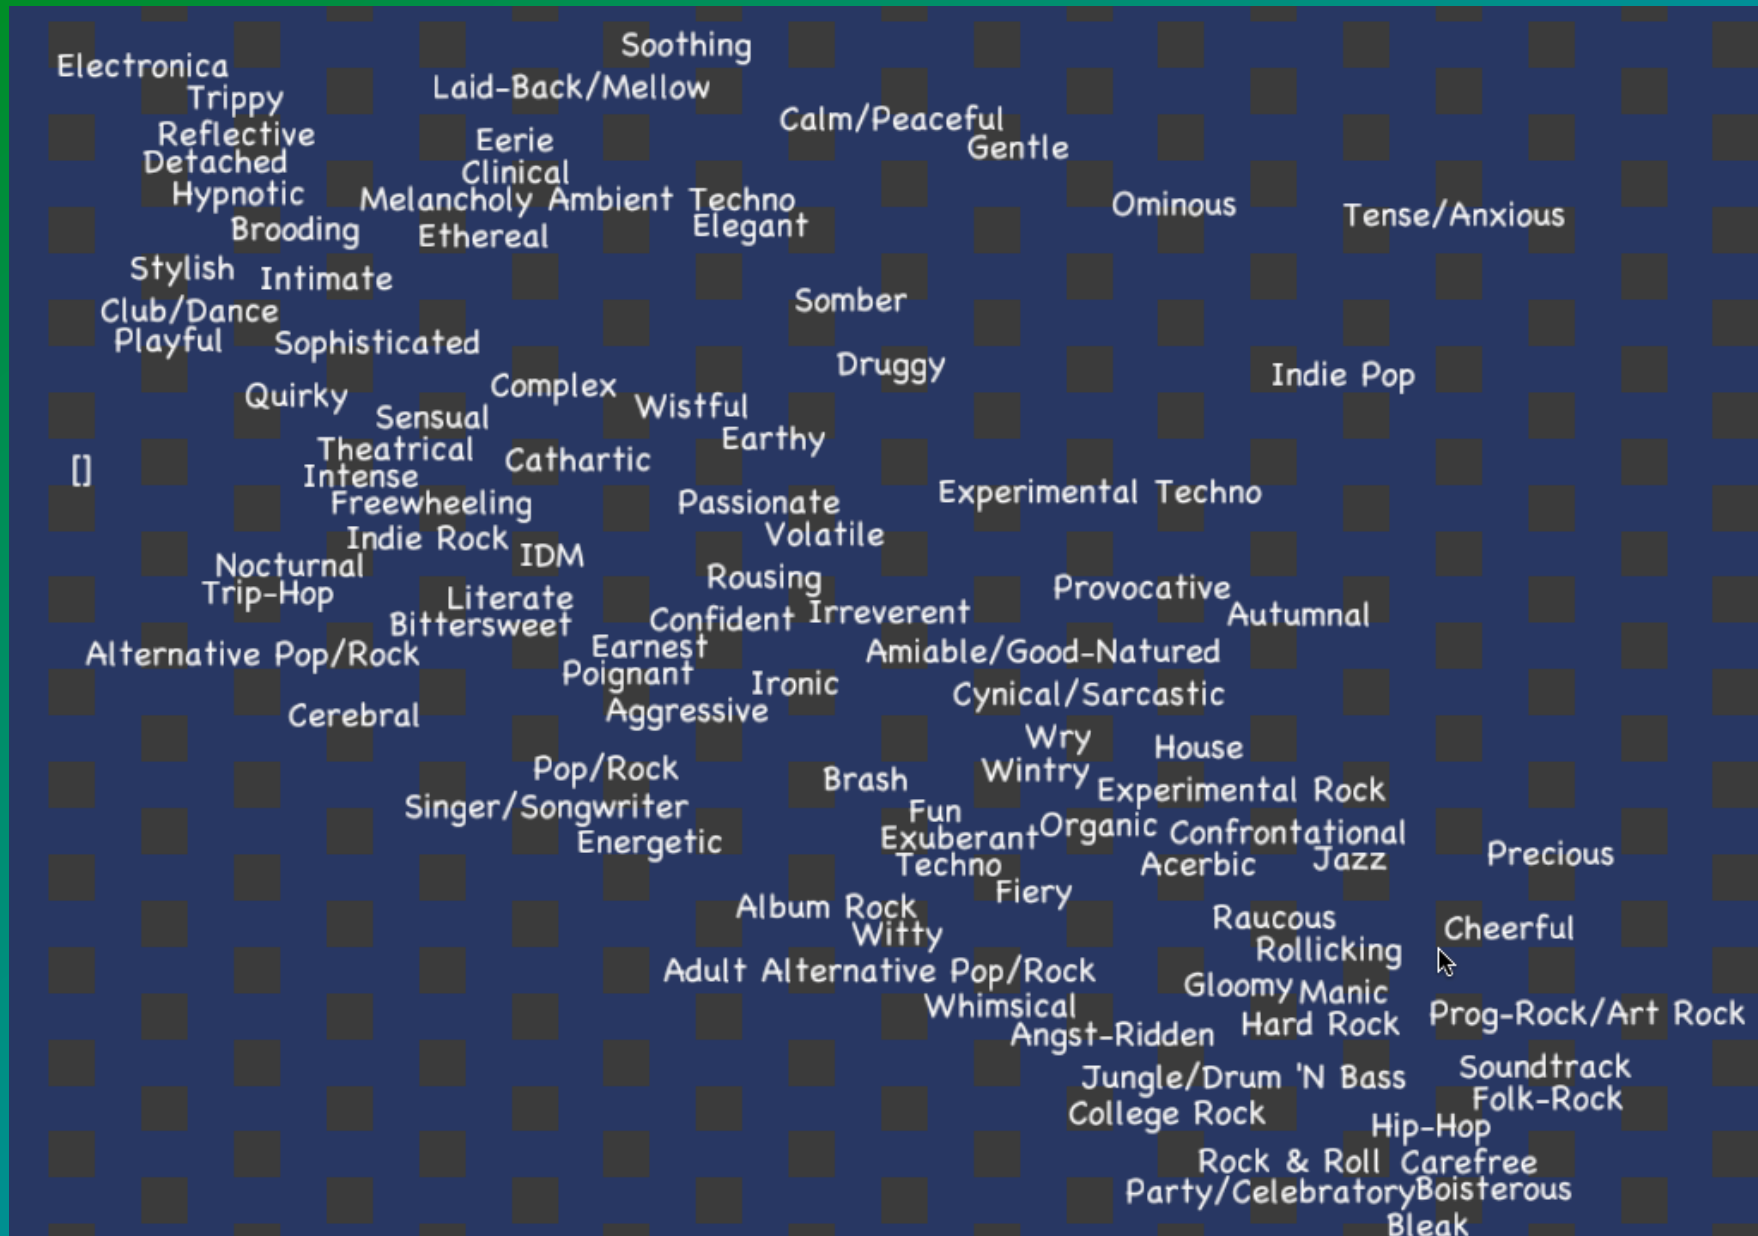 Soothing
Electronica
Laid-Back/Mellow
Trippy
Calm/Peaceful
Reflective
Eerie
Gentle
Detached
Clinical
Hypnotic
Melancholy Ambient Techno
Ominous
Tense/Anxious
Elegant
Brooding
Ethereal
Stylish
Intimate
Somber
Club/Dance
Playful
Sophisticated
Druggy
Indie Pop
Complex
Quirky
Wistful
Sensual
Earthy
Theatrical
Cathartic
[]
Intense
Experimental Techno
Freewheeling
Passionate
Volatile
Indie Rock
IDM
Nocturnal
Rousing
Provocative
Trip-Hop
Literate
Irreverent
Autumnal
Confident
Bittersweet
Earnest
Amiable/Good-Natured
Alternative Pop/Rock
Poignant
Ironic
Cynical/Sarcastic
Aggressive
Cerebral
Wry
House
Pop/Rock
Wintry
Brash
Experimental Rock
Singer/Songwriter
Fun
Organic
Confrontational
Exuberant
Energetic
Precious
Jazz
Techno
Acerbic
Fiery
Album Rock
Raucous
Cheerful
Witty
Rollicking
Adult Alternative Pop/Rock
Gloomy
Manic
Whimsical
Prog-Rock/Art Rock
Hard Rock
Angst-Ridden
Soundtrack
Jungle/Drum 'N Bass
Folk-Rock
College Rock
Hip-Hop
Rock & Roll
Carefree
Party/Celebratory
Boisterous
Bleak